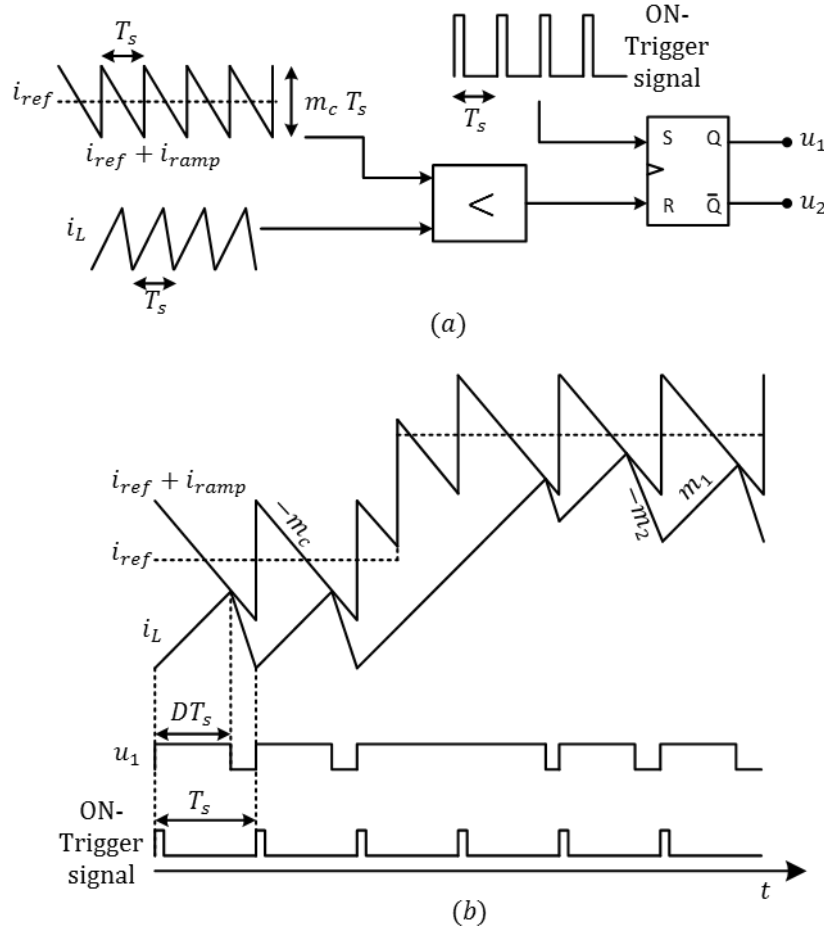 ON-
Trigger
signal
T_s
T_s
i_ref
m_c T_s
i_ref + i_ramp
S Q
R Q̄
u_1
u_2
<
i_L
T_s
(a)
i_ref + i_ramp
−m_c
i_ref
−m_2
m_1
i_L
DT_s
u_1
T_s
ON-
Trigger
signal
t
(b)